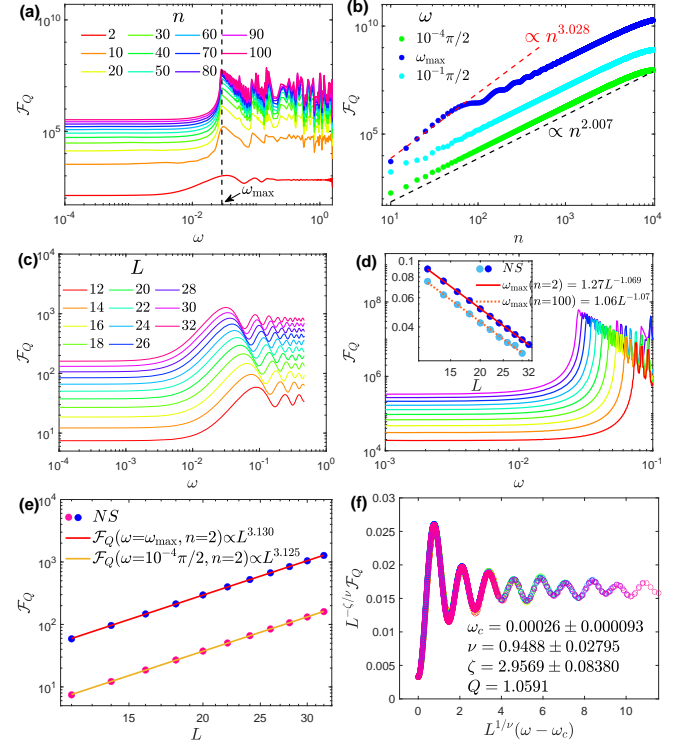 (a)
n
2
10
20
30
40
50
60
70
80
90
100
10^10
10^5
F_Q
ω_max
10^-4
10^-2
10^0
ω
(b)
ω
10^-4π/2
ω_max
10^-1π/2
∝ n^3.028
∝ n^2.007
10^10
10^5
F_Q
10^1
10^2
10^3
10^4
n
(c)
L
12
14
16
18
20
22
24
26
28
30
32
10^4
10^3
10^2
10^1
F_Q
10^-4
10^-3
10^-2
10^-1
10^0
ω
(d)
0.1
0.08
0.06
0.04
NS
ω_max(n=2) = 1.27L^-1.069
ω_max(n=100) = 1.06L^-1.07
15
20
25
32
L
10^8
10^6
10^4
F_Q
10^-3
10^-2
10^-1
ω
(e)
NS
F_Q(ω=ω_max, n=2)∝L^3.130
F_Q(ω=10^-4π/2, n=2)∝L^3.125
10^4
10^3
10^2
10^1
F_Q
15
20
25
30
L
(f)
0.03
0.025
0.02
0.015
0.01
0.005
0
L^-ζ/ν F_Q
ω_c = 0.00026 ± 0.000093
ν = 0.9488 ± 0.02795
ζ = 2.9569 ± 0.08380
Q = 1.0591
0
2
4
6
8
10
L^1/ν(ω − ω_c)